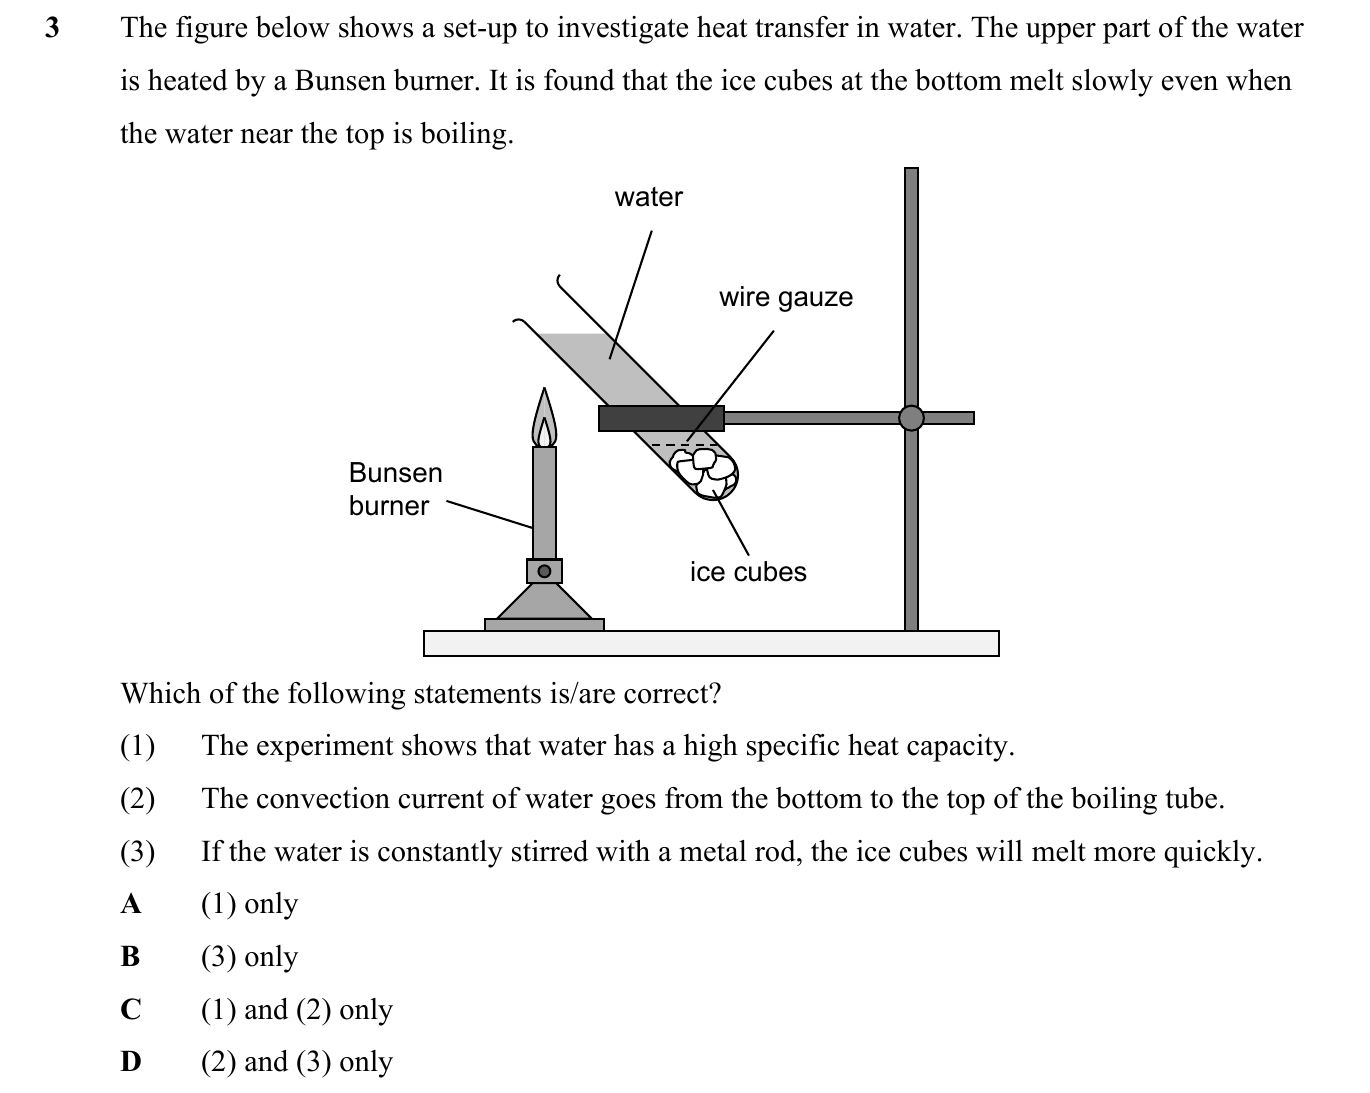 3 The figure below shows a set-up to investigate heat transfer in water. The upper part of the water
is heated by a Bunsen burner. It is found that the ice cubes at the bottom melt slowly even when
the water near the top is boiling.
water
wire gauze
Bunsen
burner
ice cubes
Which of the following statements is/are correct?
(1) The experiment shows that water has a high specific heat capacity.
(2) The convection current of water goes from the bottom to the top of the boiling tube.
(3) If the water is constantly stirred with a metal rod, the ice cubes will melt more quickly.
A (1) only
B (3) only
C (1) and (2) only
D (2) and (3) only